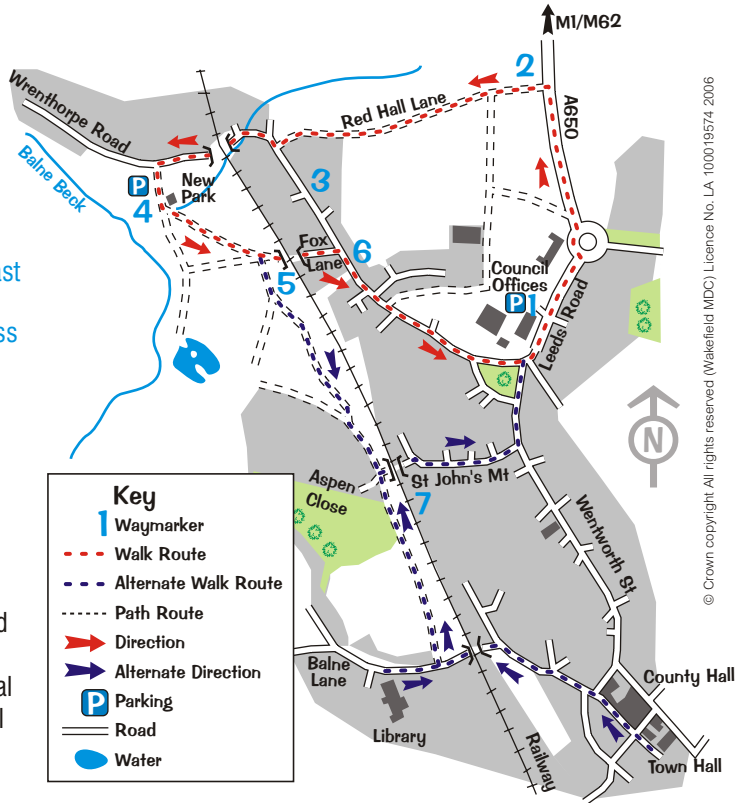 M1/M62
2
A650
Red Hall Lane
Wrenthorpe Road
Balne Beck
P
New
Park
4
3
Fox
Lane
6
5
Council
Offices
P
1
Leeds Road
ast
ss
N
Aspen
Close
St John's Mt
7
Wentworth St
Balne
Lane
Library
Railway
County Hall
Town Hall
Key
1 Waymarker
Walk Route
Alternate Walk Route
Path Route
Direction
Alternate Direction
P Parking
Road
Water
d
al
l
© Crown copyright All rights reserved (Wakefield MDC) Licence No. LA 100019574 2006